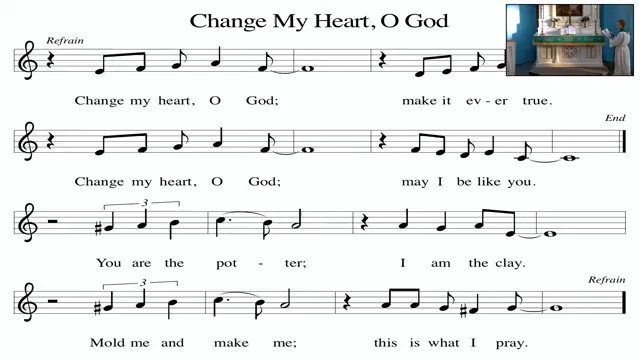 Change My Heart, O God
Refrain
Change my heart, O God; make it ev - er true.
End
Change my heart, O God; may I be like you.
3
You are the pot - ter; I am the clay.
3
Refrain
Mold me and make me; this is what I pray.